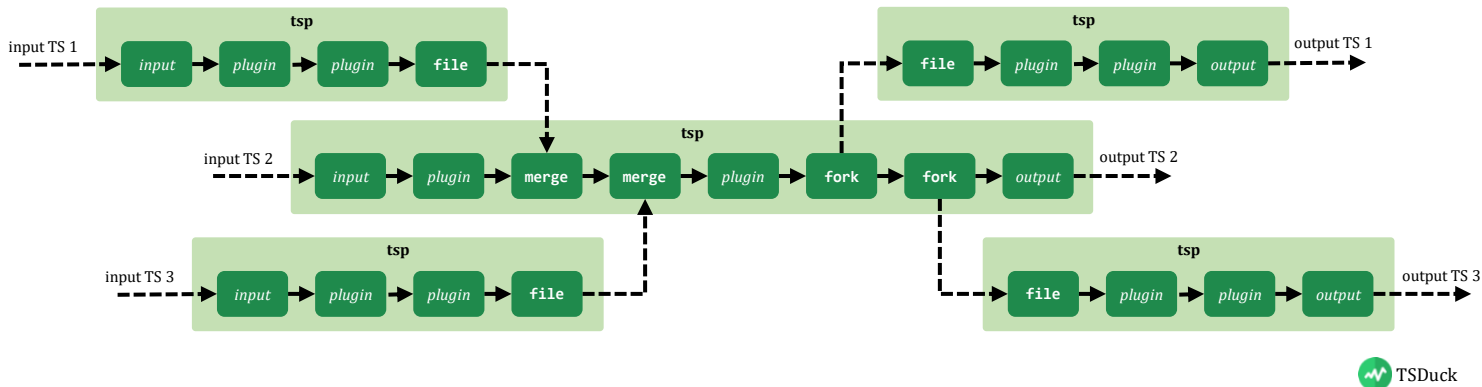 tsp
input TS 1
input plugin plugin file
tsp
file plugin plugin output
output TS 1
tsp
input TS 2
input plugin merge merge plugin fork fork output
output TS 2
tsp
input TS 3
input plugin plugin file
tsp
file plugin plugin output
output TS 3
TSDuck